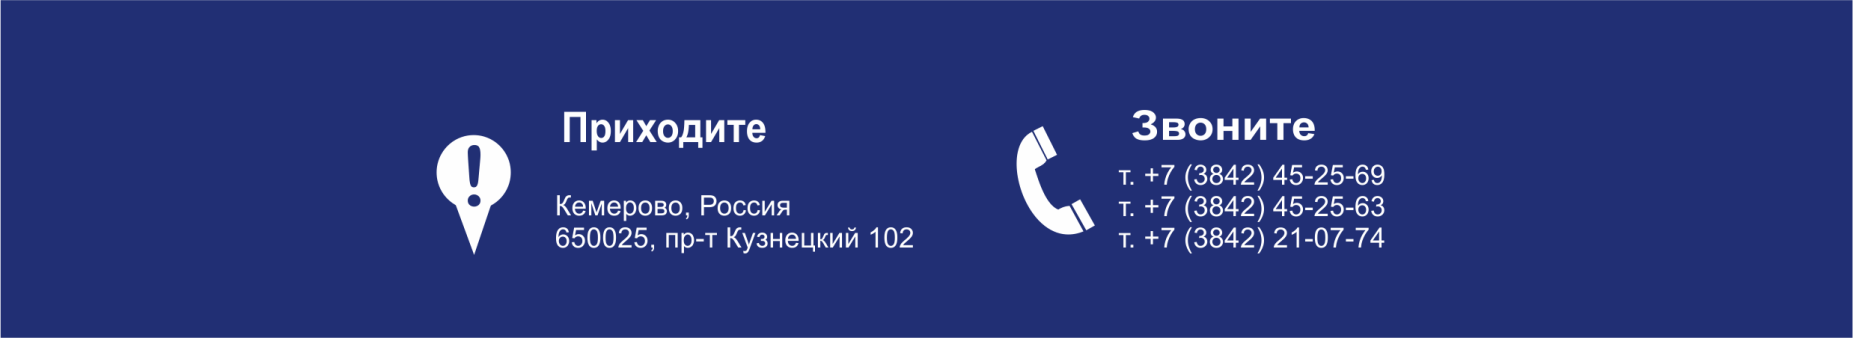 Приходите
Кемерово, Россия
650025, пр-т Кузнецкий 102
Звоните
т. +7 (3842) 45-25-69
т. +7 (3842) 45-25-63
т. +7 (3842) 21-07-74